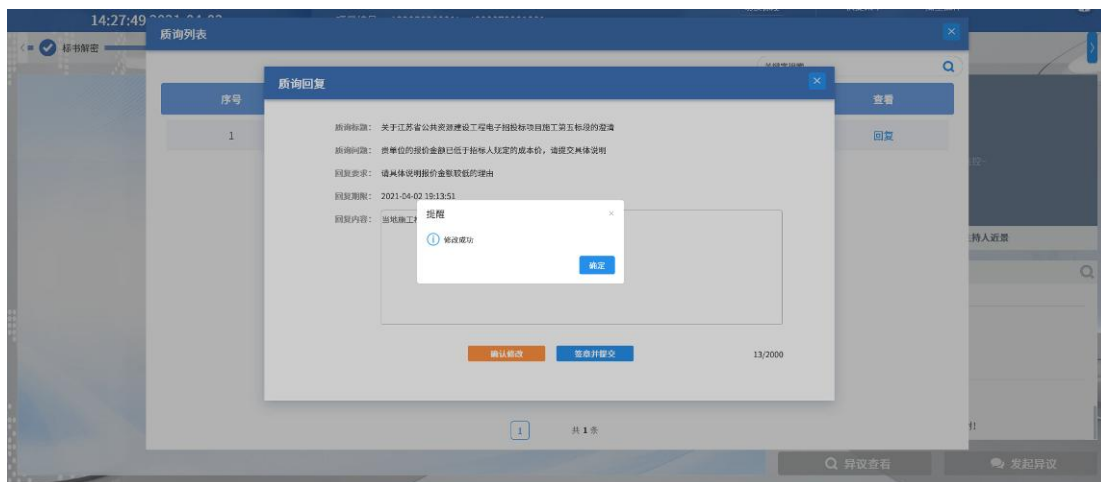 14:27:49
质询列表
标书解密
质询回复
序号
查看
1
质询标题: 关于江苏省公共资源建设工程电子招投标项目施工第五标段的澄清
回复
质询问题: 贵单位的报价金额已低于招标人规定的成本价，请提交具体说明
回复要求: 请具体说明报价金额较低的理由
回复期限: 2021-04-02 19:13:51
回复内容: 当地施工
提醒
修改成功
确定
持人近景
确认修改
签章并提交
13/2000
1
共 1 条
异议查看
发起异议